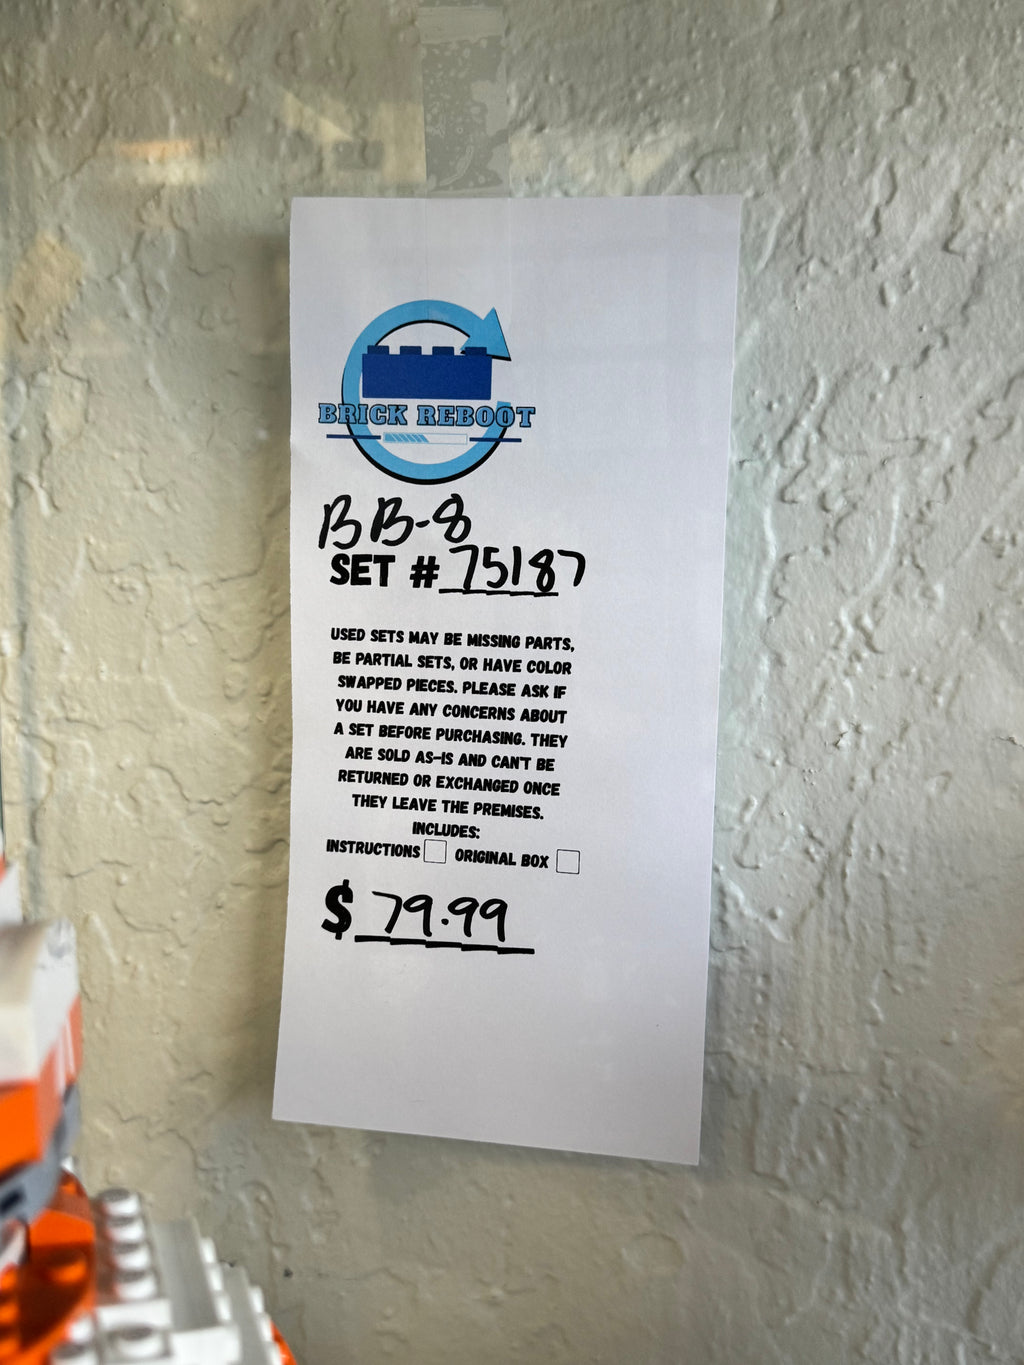 BRICK REBOOT
BB-8
SET # 75187
USED SETS MAY BE MISSING PARTS,
BE PARTIAL SETS, OR HAVE COLOR
SWAPPED PIECES. PLEASE ASK IF
YOU HAVE ANY CONCERNS ABOUT
A SET BEFORE PURCHASING. THEY
ARE SOLD AS-IS AND CAN'T BE
RETURNED OR EXCHANGED ONCE
THEY LEAVE THE PREMISES.
INCLUDES:
INSTRUCTIONS ORIGINAL BOX
$ 79.99